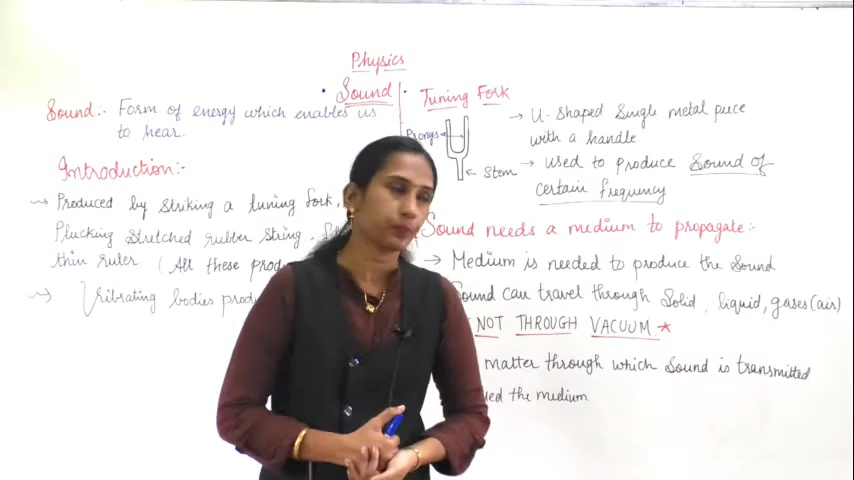 Physics
Sound
Sound:- Form of energy which enables us
to hear.
Introduction:-
Produced by striking a tuning fork,
Plucking stretched rubber string,
thin ruler. (All these
Vribrating bodies
Tuning Fork
Prongs
Stem
→ U-shaped single metal piece
with a handle
→ used to produce Sound of
certain frequency
Sound needs a medium to propagate:-
→ Medium is needed to produce the Sound
Sound can travel through Solid, liquid, gases(air)
NOT THROUGH VACUUM *
matter through which Sound is transmitted
the medium.